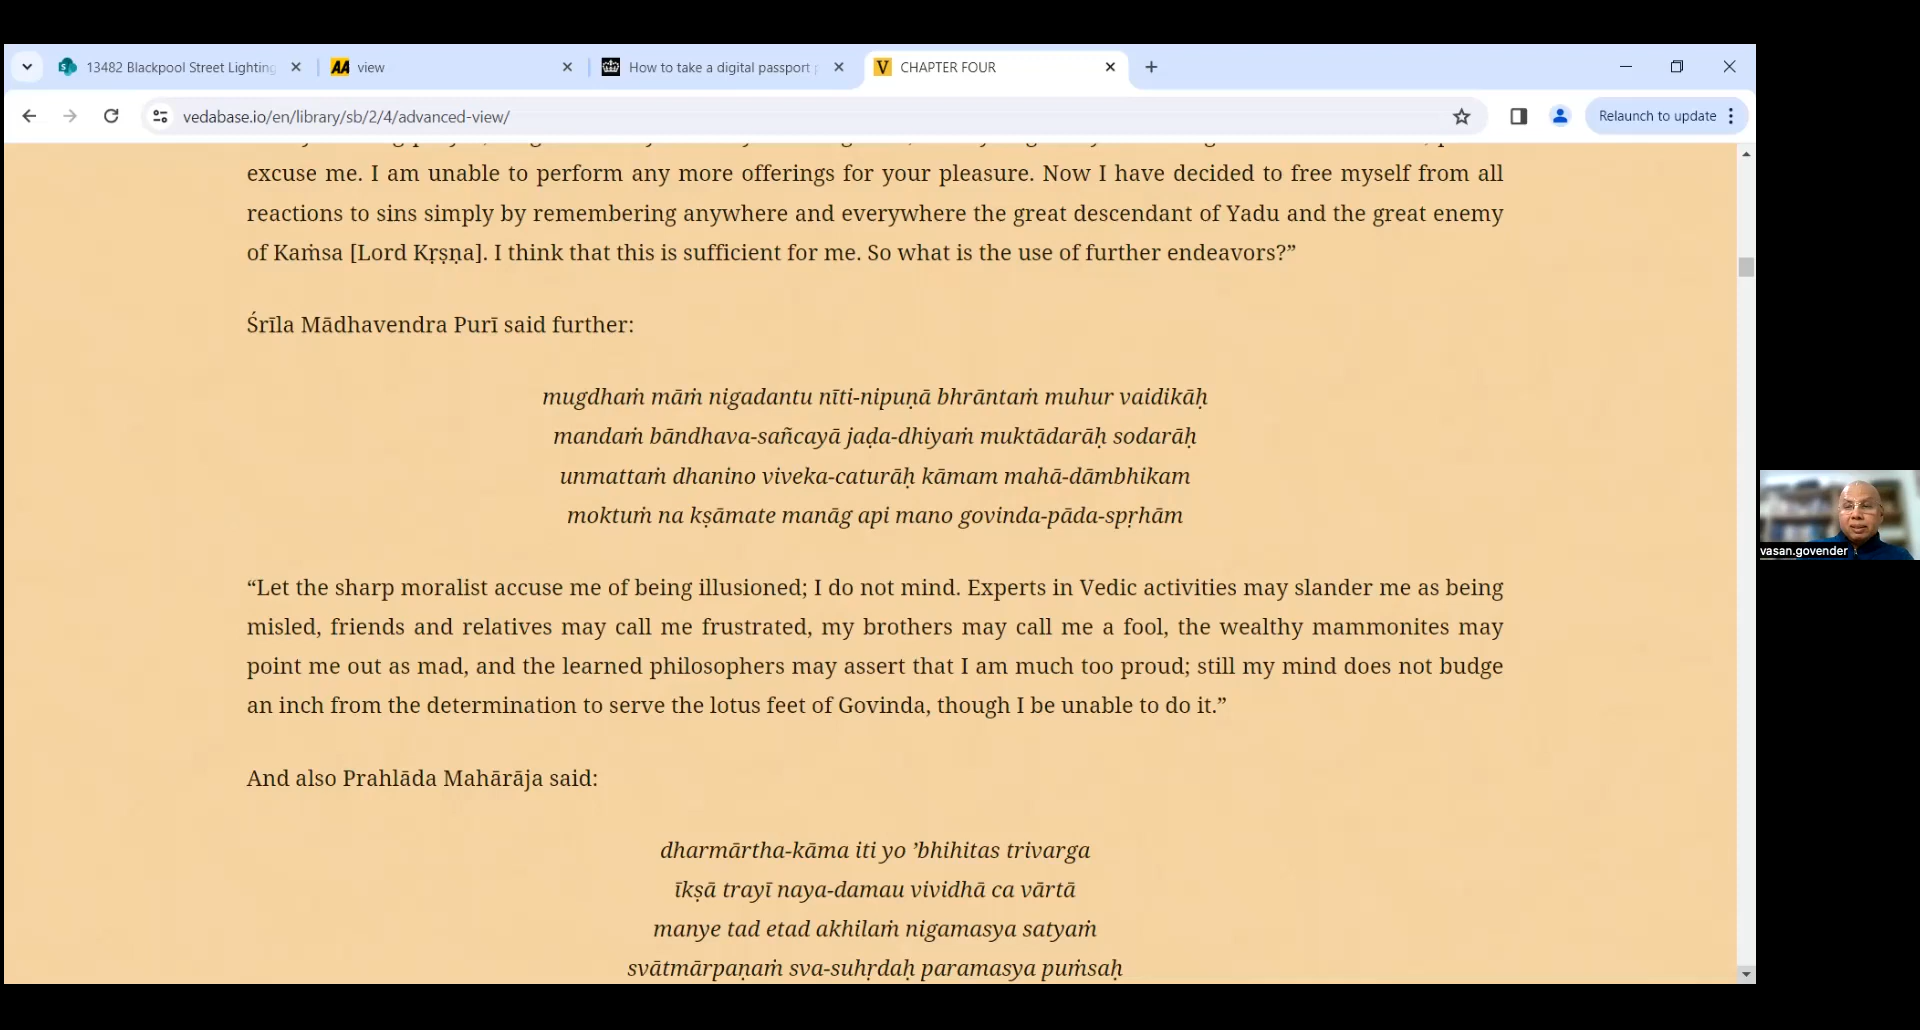 13482 Blackpool Street Lighting
AA view
How to take a digital passport p
V CHAPTER FOUR
vedabase.io/en/library/sb/2/4/advanced-view/
Relaunch to update
excuse me. I am unable to perform any more offerings for your pleasure. Now I have decided to free myself from all
reactions to sins simply by remembering anywhere and everywhere the great descendant of Yadu and the great enemy
of Kaṁsa [Lord Kṛṣṇa]. I think that this is sufficient for me. So what is the use of further endeavors?”
Śrīla Mādhavendra Purī said further:
mugdhaṁ māṁ nigadantu nīti-nipuṇā bhrāntaṁ muhur vaidikāḥ
mandaṁ bāndhava-sañcayā jaḍa-dhiyaṁ muktādarāḥ sodarāḥ
unmattaṁ dhanino viveka-caturāḥ kāmam mahā-dāmbhikam
moktuṁ na kṣāmate manāg api mano govinda-pāda-spṛhām
“Let the sharp moralist accuse me of being illusioned; I do not mind. Experts in Vedic activities may slander me as being
misled, friends and relatives may call me frustrated, my brothers may call me a fool, the wealthy mammonites may
point me out as mad, and the learned philosophers may assert that I am much too proud; still my mind does not budge
an inch from the determination to serve the lotus feet of Govinda, though I be unable to do it.”
And also Prahlāda Mahārāja said:
dharmārtha-kāma iti yo ’bhihitas trivarga
īkṣā trayī naya-damau vividhā ca vārtā
manye tad etad akhilaṁ nigamasya satyaṁ
svātmārpaṇaṁ sva-suhṛdaḥ paramasya puṁsaḥ
vasan.govender